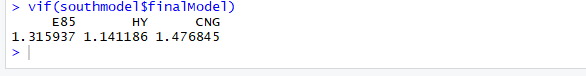 > vif(southmodel$finalModel)
     E85       HY      CNG
1.315937 1.141186 1.476845
>